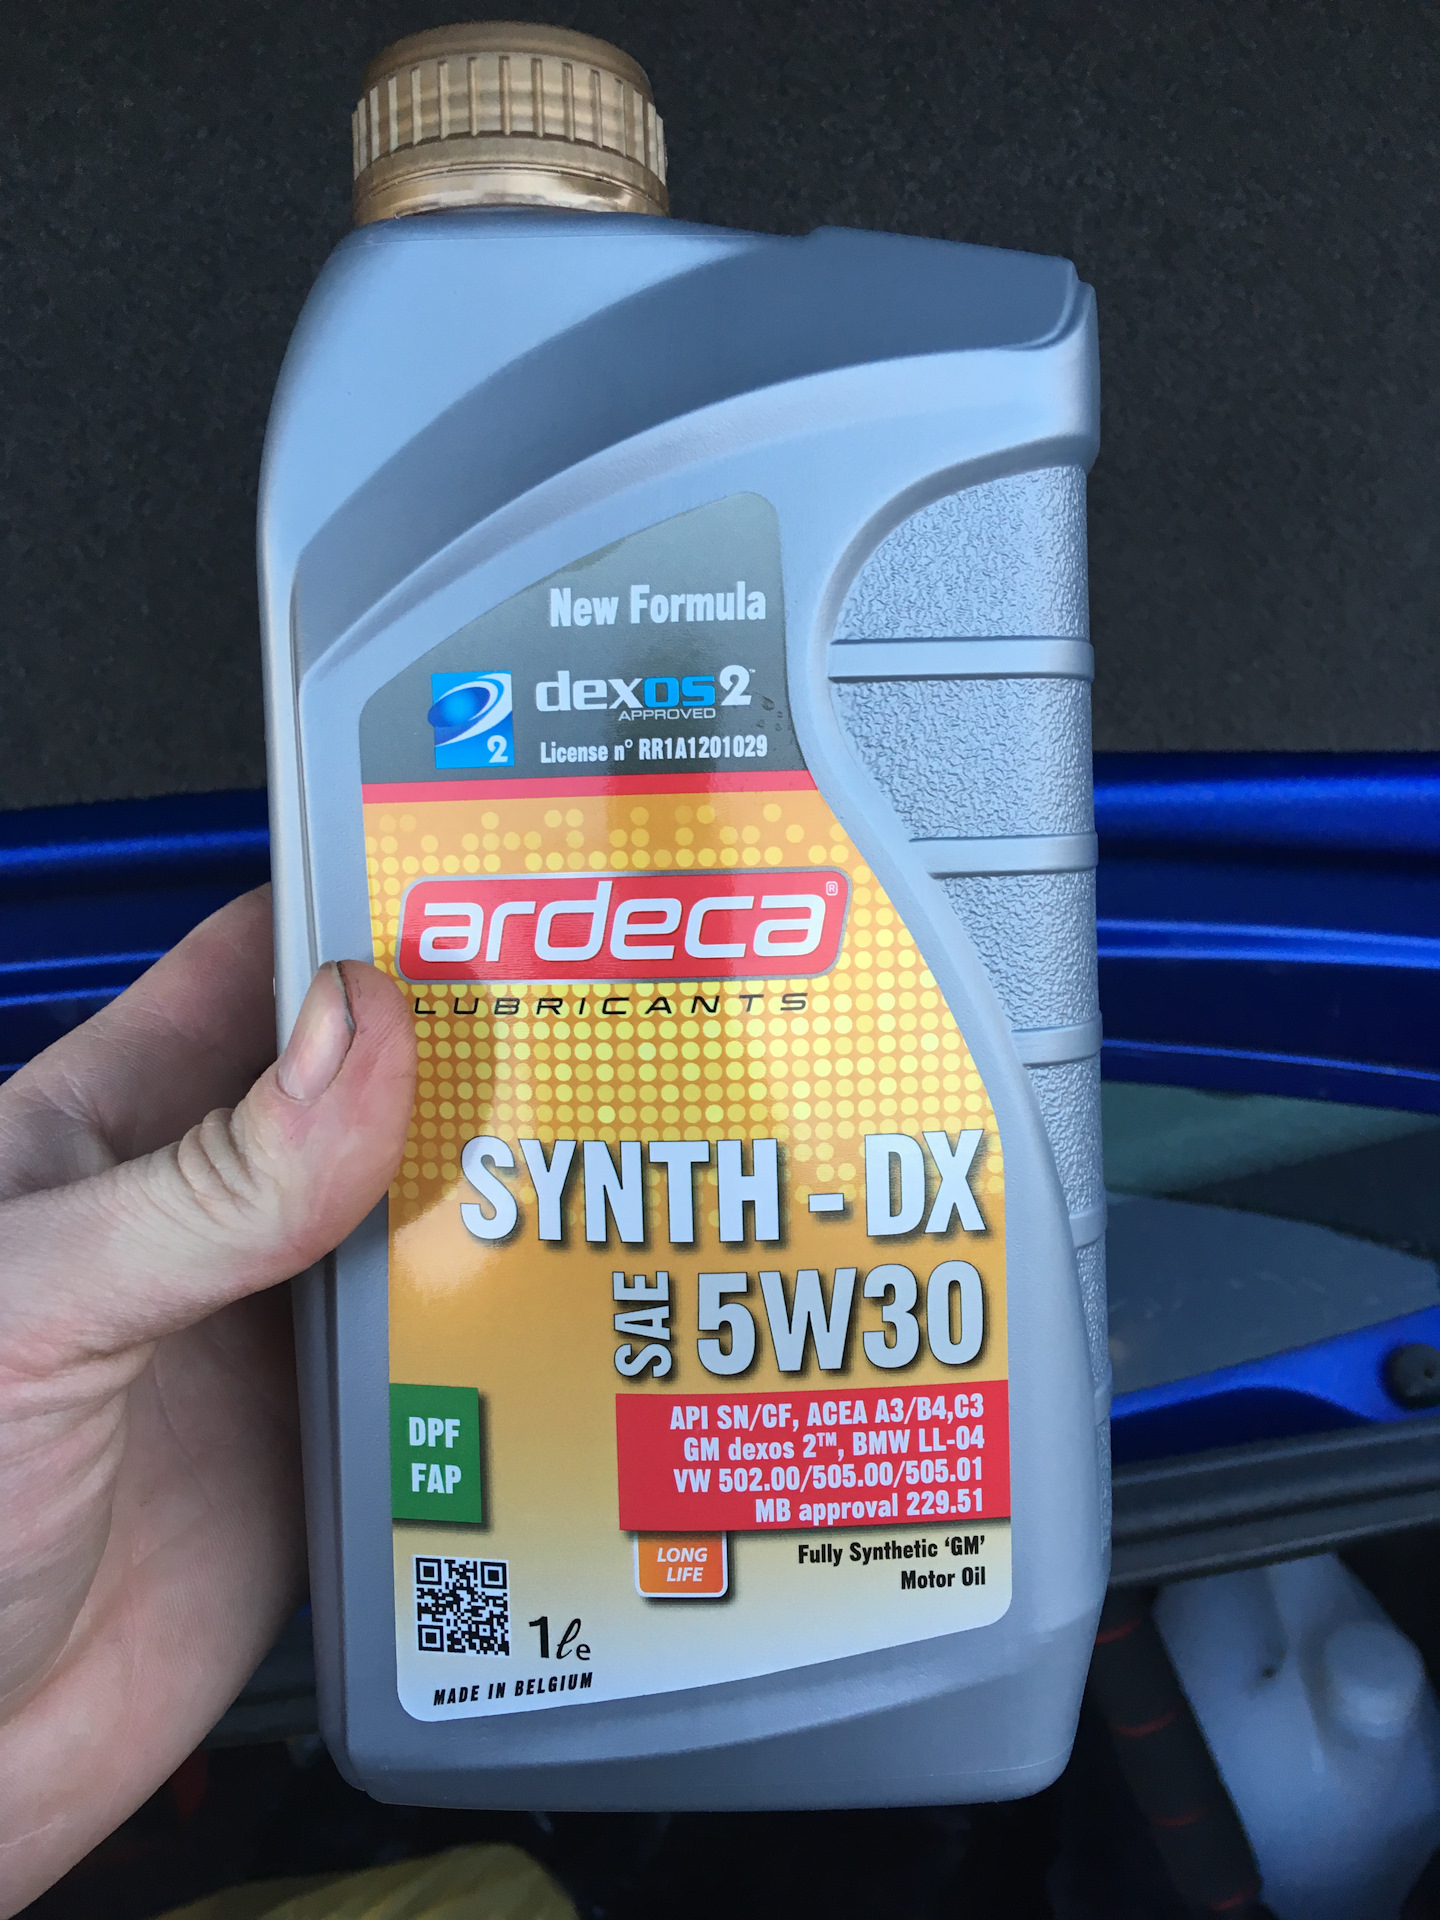 New Formula
2
dexos2™
APPROVED
License n° RR1A1201029
ardeca®
LUBRICANTS
SYNTH - DX
SAE 5W30
DPF
FAP
API SN/CF, ACEA A3/B4,C3
GM dexos 2™, BMW LL-04
VW 502.00/505.00/505.01
MB approval 229.51
LONG
LIFE
Fully Synthetic ‘GM’
Motor Oil
1ℓe
MADE IN BELGIUM